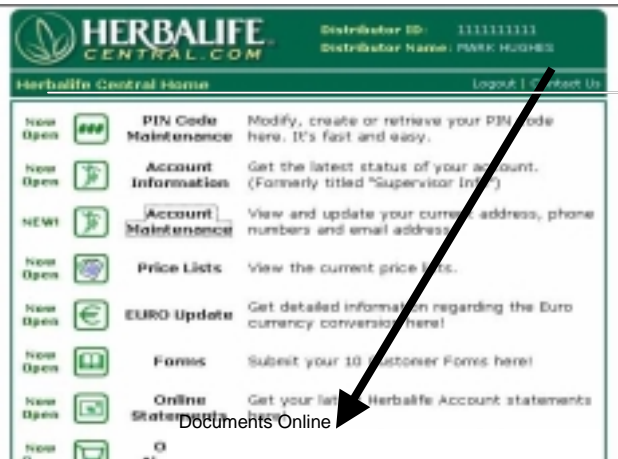 HERBALIFE
CENTRAL.COM
Distributor ID: 1111111111
Distributor Name: MARK HUGHES
Herbalife Central Home
Logout | Contact Us
Now Open
PIN Code Maintenance
Modify, create or retrieve your PIN code
here. It's fast and easy.
Now Open
Account Information
Get the latest status of your account.
(Formerly titled "Supervisor Info")
NEW!
Account Maintenance
View and update your current address, phone
numbers and email address.
Price Lists
Now Open
View the current price lists.
Now Open
EURO Update
Get detailed information regarding the Euro
currency conversion here!
Now Open
Forms
Submit your 10 Customer Forms here!
Now Open
Online Statements
Get your latest Herbalife Account statements
here!
Documents Online
Now
O